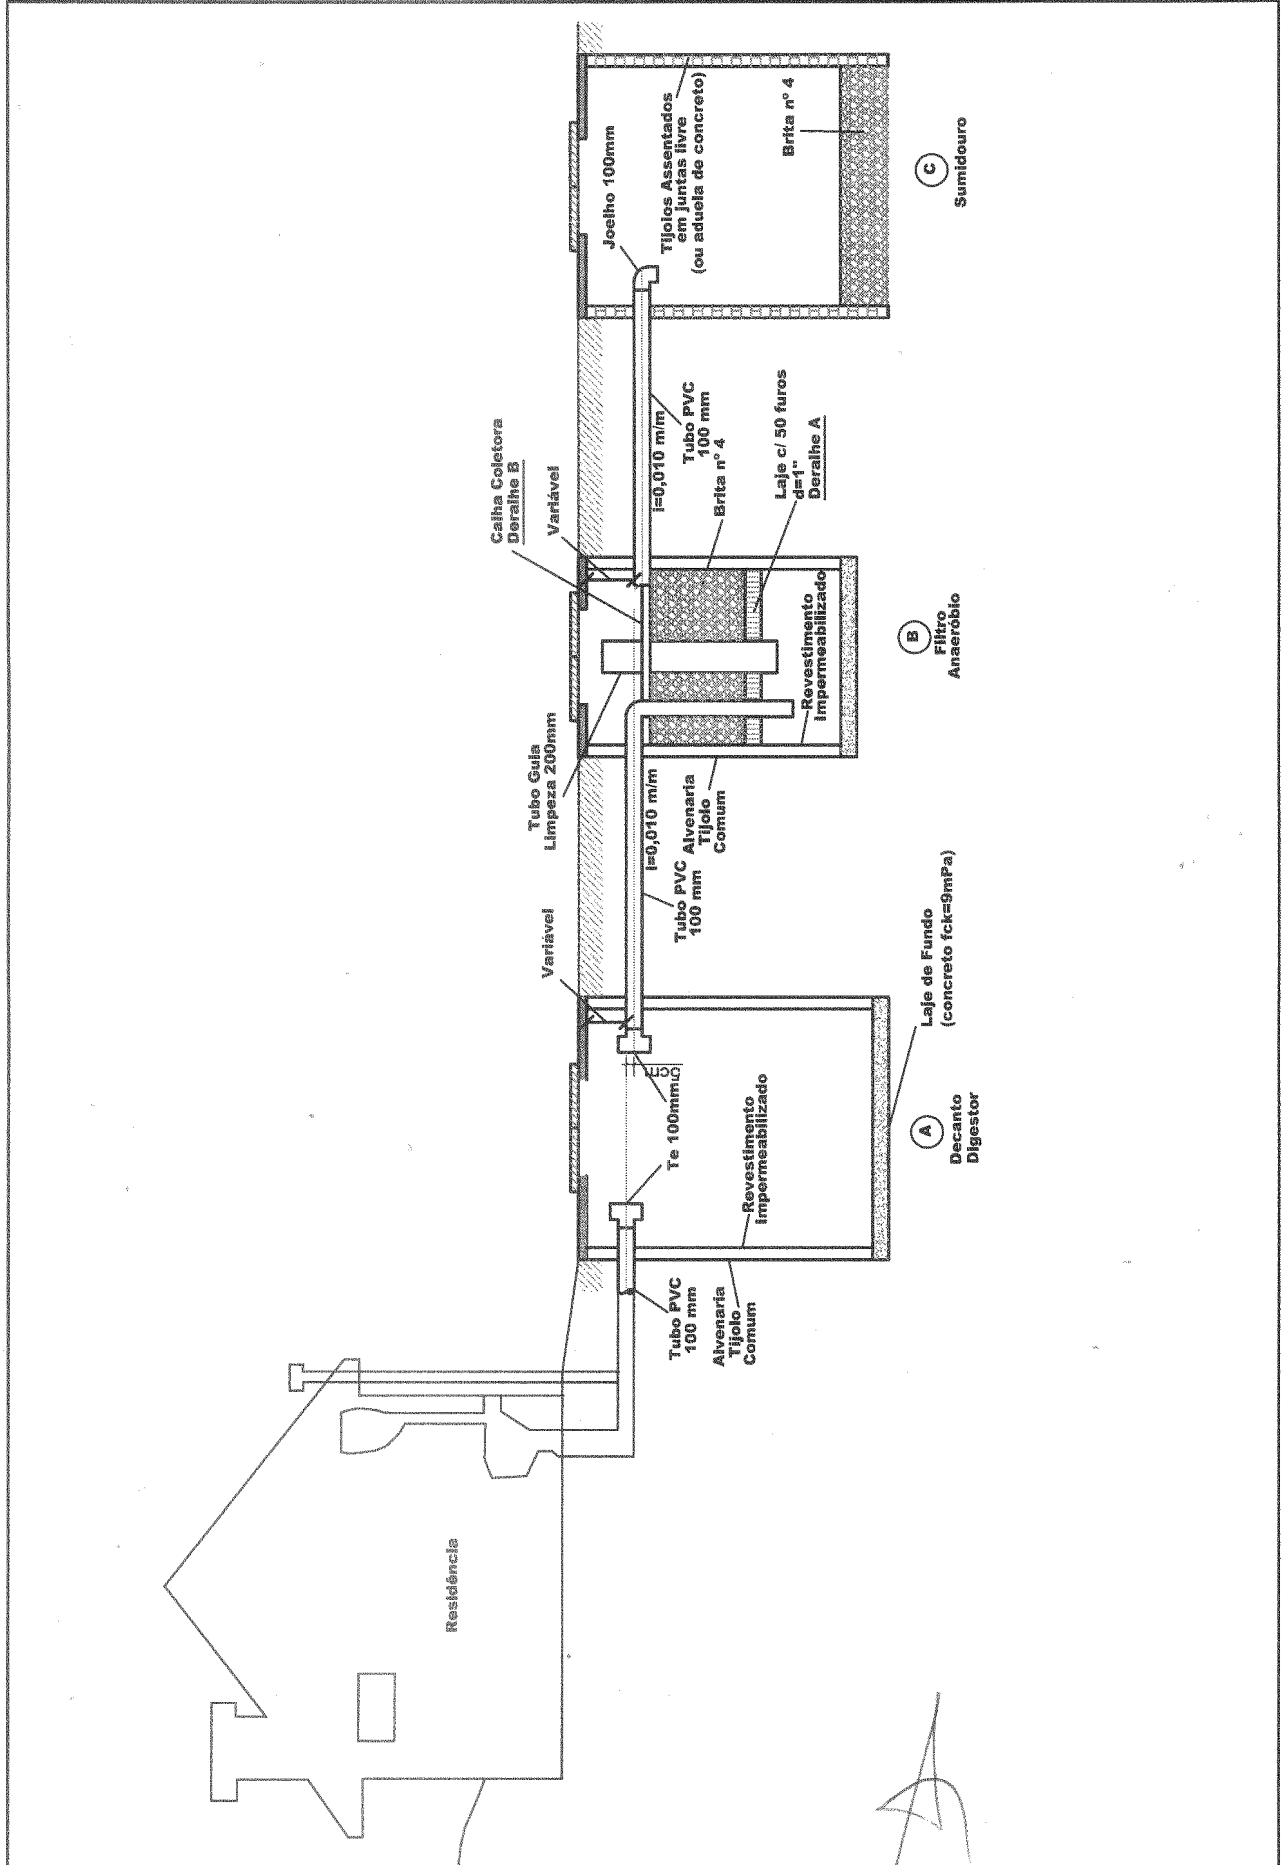 Residência
Tubo PVC
100 mm
Alvenaria
Tijolo
Comum
Te 100mm
5cm
Revestimento
Impermeabilizado
Variável
A
Decanto
Digestor
Laje de Fundo
(concreto fck=9mPa)
Tubo PVC
100 mm
i=0,010 m/m
Tubo Guia
Limpeza 200mm
Alvenaria
Tijolo
Comum
Calha Coletora
Deralhe B
Variável
Revestimento
Impermeabilizado
B
Filtro
Anaeróbio
i=0,010 m/m
Tubo PVC
100 mm
Brita nº 4
Laje c/ 50 furos
d=1"
Deralhe A
Joelho 100mm
Tijolos Assentados
em juntas livre
(ou aduela de concreto)
Brita nº 4
C
Sumidouro